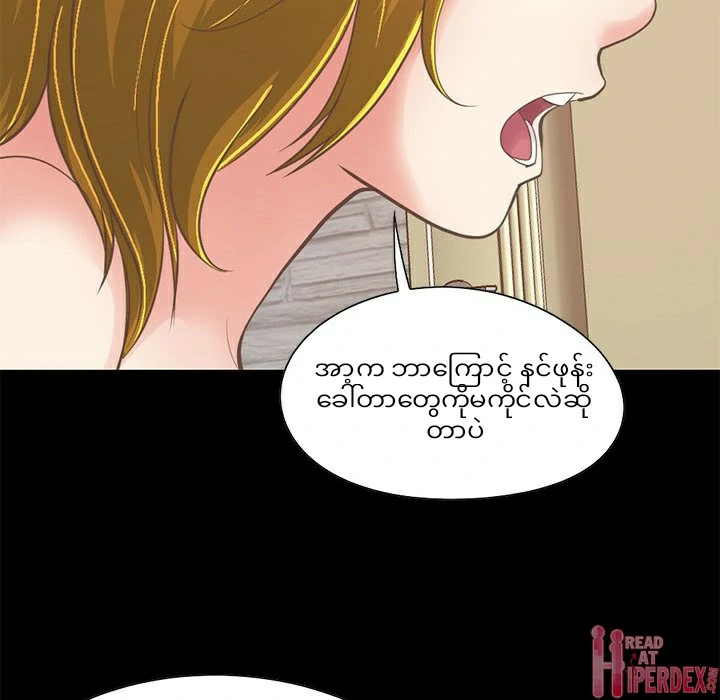 အာ့က ဘာကြောင့် နင်ဖုန်း
ခေါ်တာတွေကိုမကိုင်လဲဆို
တာပဲ
READ
AT
HIPERDEX.COM